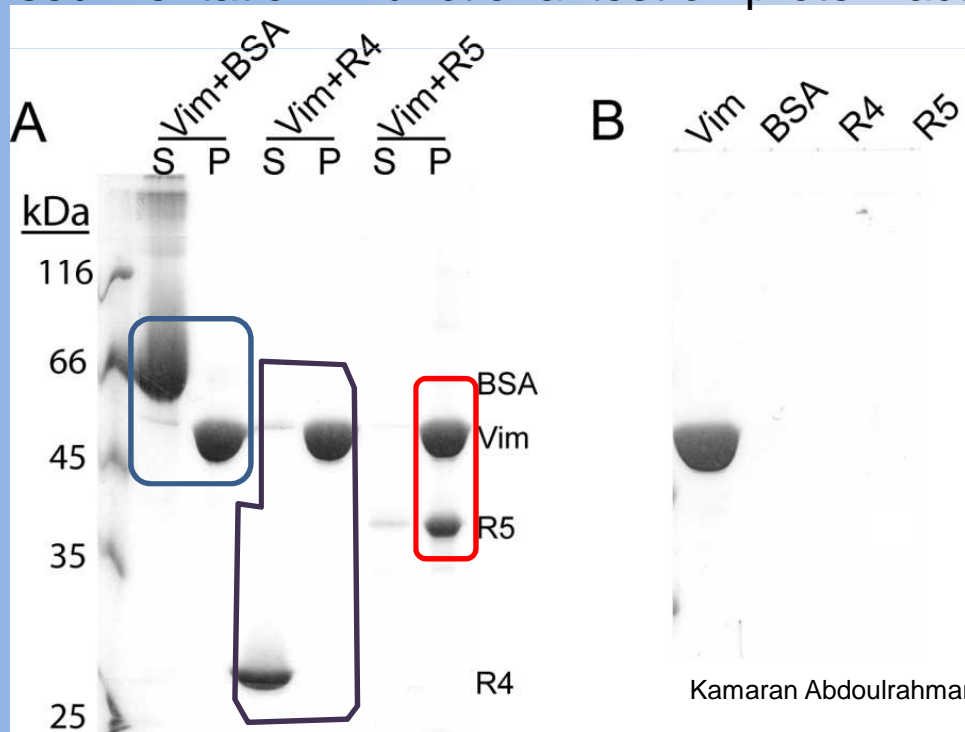 A
Vim+BSA Vim+R4 Vim+R5
S P S P S P
kDa
116
66
45
35
25
BSA
Vim
R5
R4
B
Vim BSA R4 R5
Kamaran Abdoulrahman